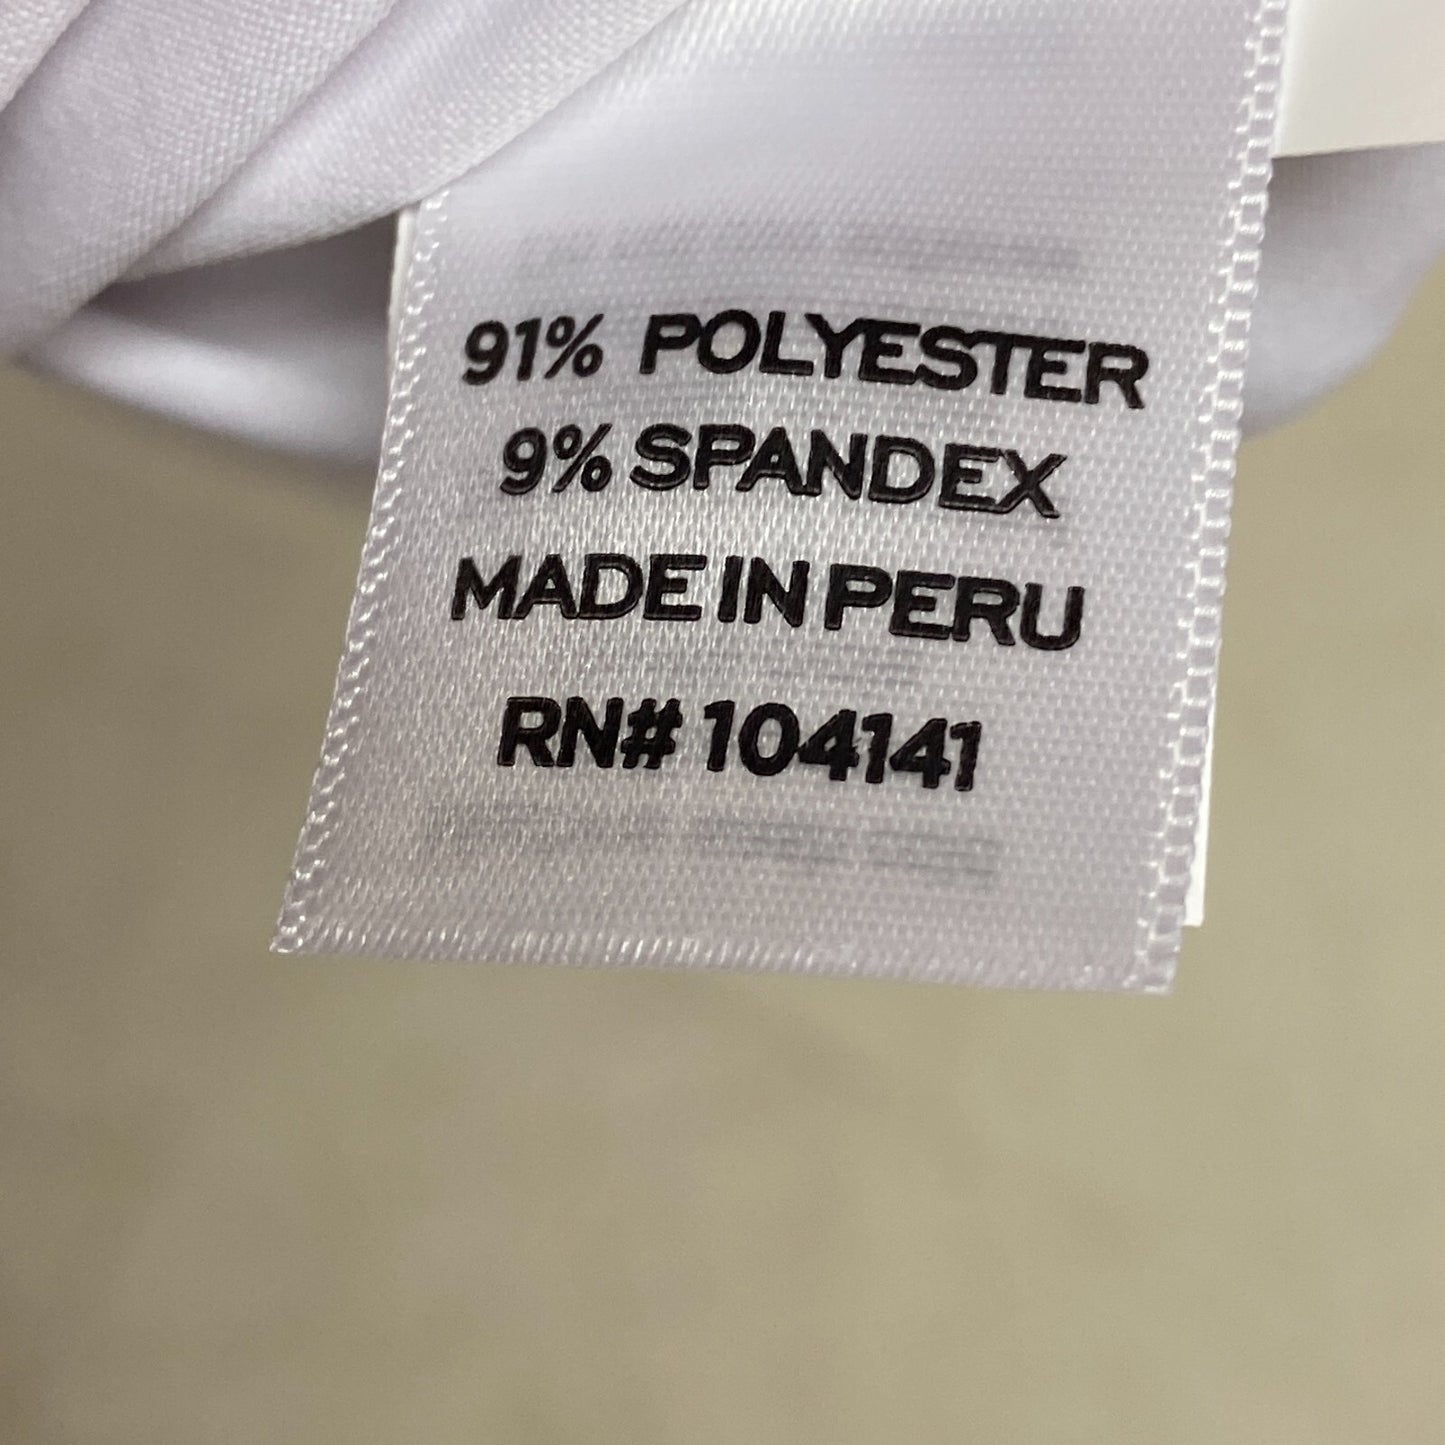 91% POLYESTER
9% SPANDEX
MADE IN PERU
RN# 104141